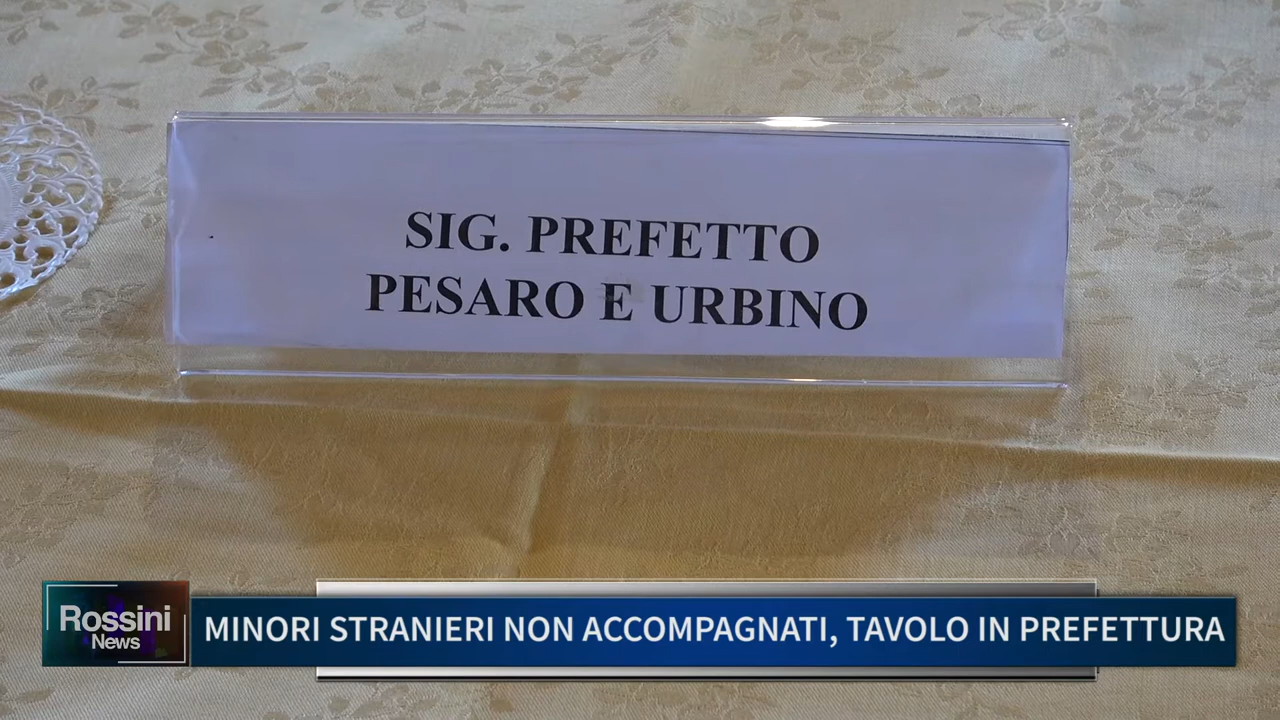 SIG. PREFETTO
PESARO E URBINO
Rossini
News
MINORI STRANIERI NON ACCOMPAGNATI, TAVOLO IN PREFETTURA